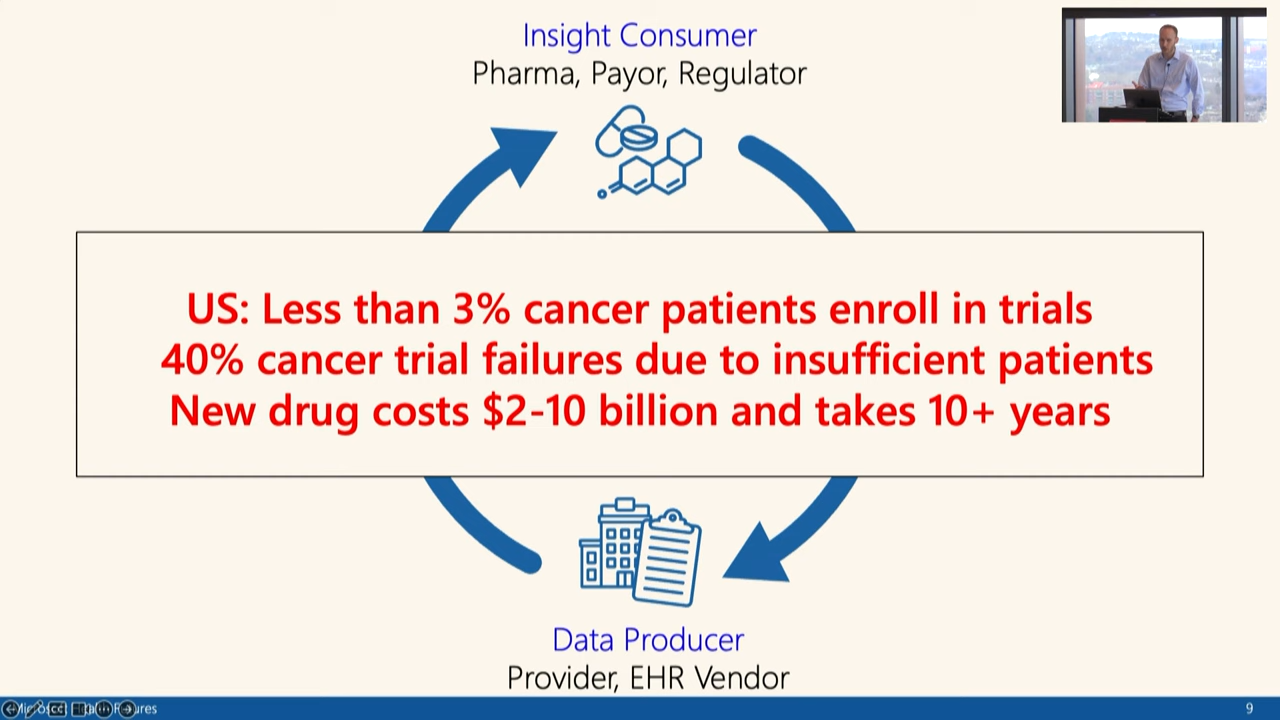 Insight Consumer
Pharma, Payor, Regulator
US: Less than 3% cancer patients enroll in trials
40% cancer trial failures due to insufficient patients
New drug costs $2-10 billion and takes 10+ years
Data Producer
Provider, EHR Vendor
9